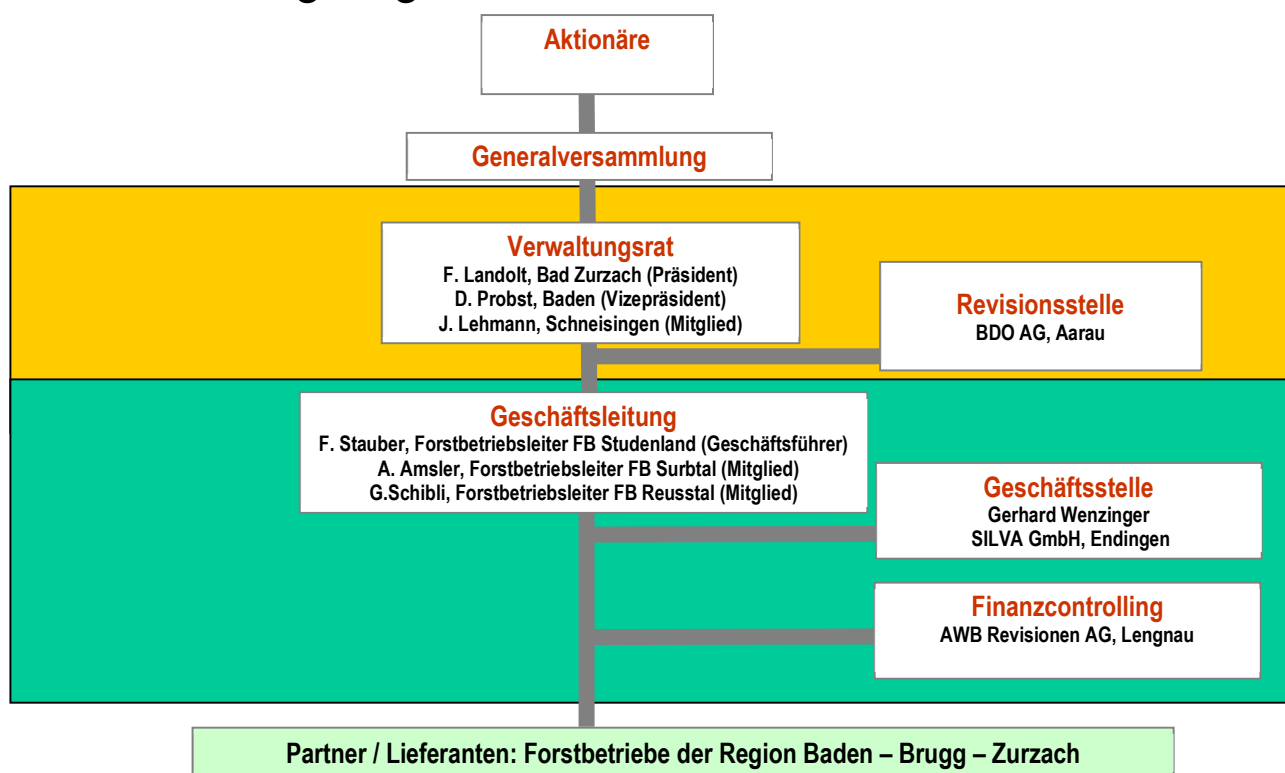 Aktionäre
Generalversammlung
Verwaltungsrat
F. Landolt, Bad Zurzach (Präsident)
D. Probst, Baden (Vizepräsident)
J. Lehmann, Schneisingen (Mitglied)
Revisionsstelle
BDO AG, Aarau
Geschäftsleitung
F. Stauber, Forstbetriebsleiter FB Studenland (Geschäftsführer)
A. Amsler, Forstbetriebsleiter FB Surbtal (Mitglied)
G.Schibli, Forstbetriebsleiter FB Reusstal (Mitglied)
Geschäftsstelle
Gerhard Wenzinger
SILVA GmbH, Endingen
Finanzcontrolling
AWB Revisionen AG, Lengnau
Partner / Lieferanten: Forstbetriebe der Region Baden – Brugg – Zurzach